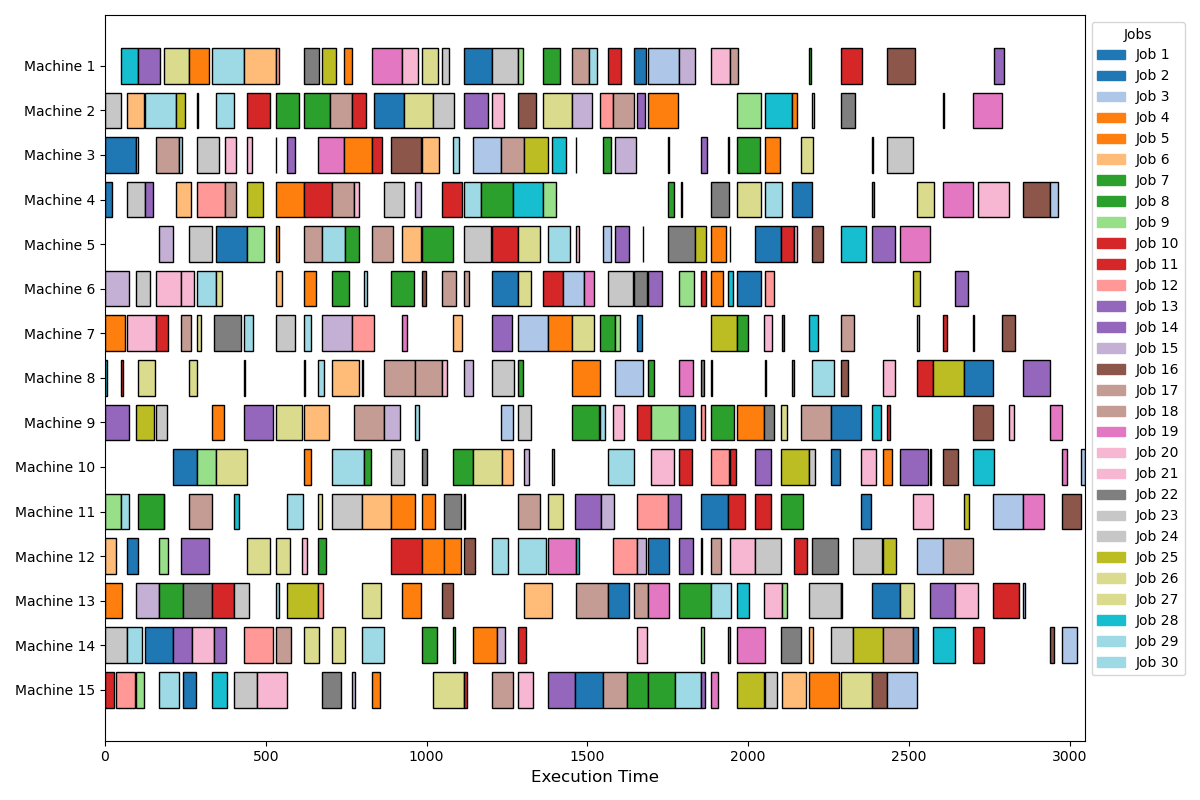 Machine 1
Machine 2
Machine 3
Machine 4
Machine 5
Machine 6
Machine 7
Machine 8
Machine 9
Machine 10
Machine 11
Machine 12
Machine 13
Machine 14
Machine 15
0 500 1000 1500 2000 2500 3000
Execution Time
Jobs
Job 1
Job 2
Job 3
Job 4
Job 5
Job 6
Job 7
Job 8
Job 9
Job 10
Job 11
Job 12
Job 13
Job 14
Job 15
Job 16
Job 17
Job 18
Job 19
Job 20
Job 21
Job 22
Job 23
Job 24
Job 25
Job 26
Job 27
Job 28
Job 29
Job 30